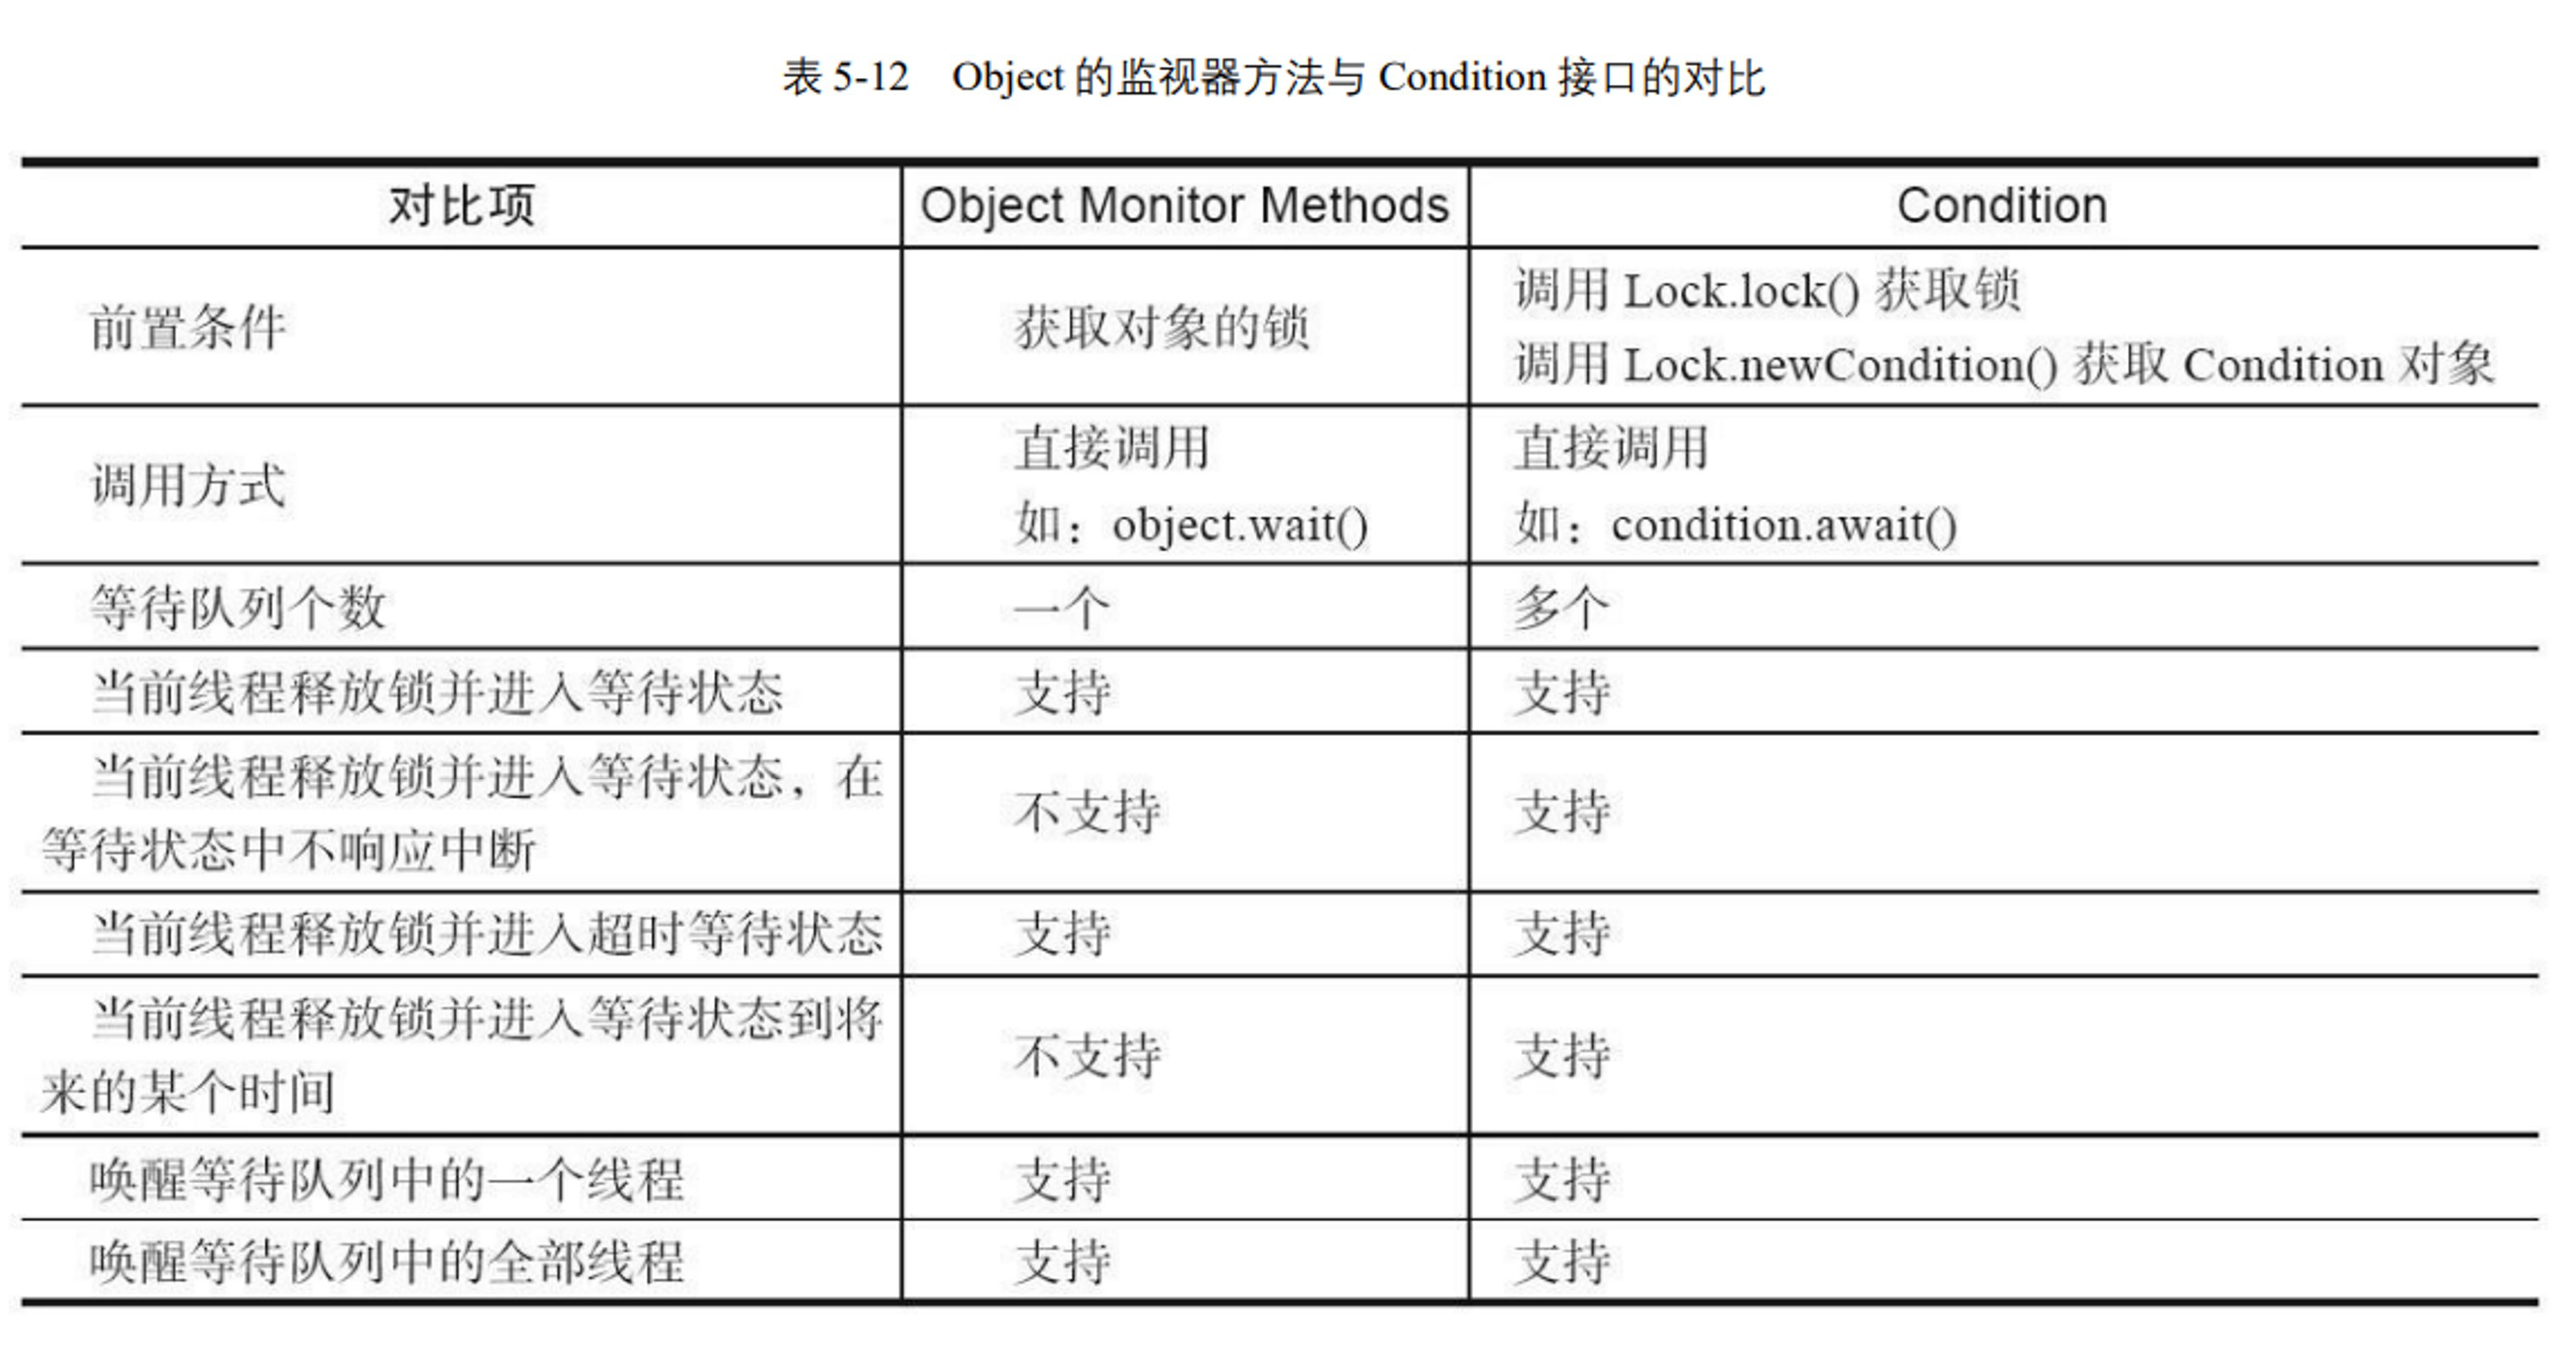 表 5-12 Object 的监视器方法与 Condition 接口的对比
对比项 Object Monitor Methods Condition
前置条件 获取对象的锁 调用 Lock.lock() 获取锁
调用 Lock.newCondition() 获取 Condition 对象
调用方式 直接调用 直接调用
如：object.wait() 如：condition.await()
等待队列个数 一个 多个
当前线程释放锁并进入等待状态 支持 支持
当前线程释放锁并进入等待状态，在
等待状态中不响应中断 不支持 支持
当前线程释放锁并进入超时等待状态 支持 支持
当前线程释放锁并进入等待状态到将
来的某个时间 不支持 支持
唤醒等待队列中的一个线程 支持 支持
唤醒等待队列中的全部线程 支持 支持